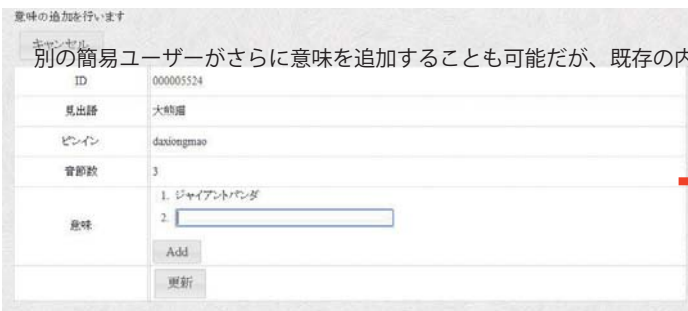 意味の追加を行います
キャンセル
別の簡易ユーザーがさらに意味を追加することも可能だが、既存の内
ID 000005524
見出語 大熊猫
ピンイン daxiongmao
音節数 3
意味 1. ジャイアントパンダ
2.
Add
更新